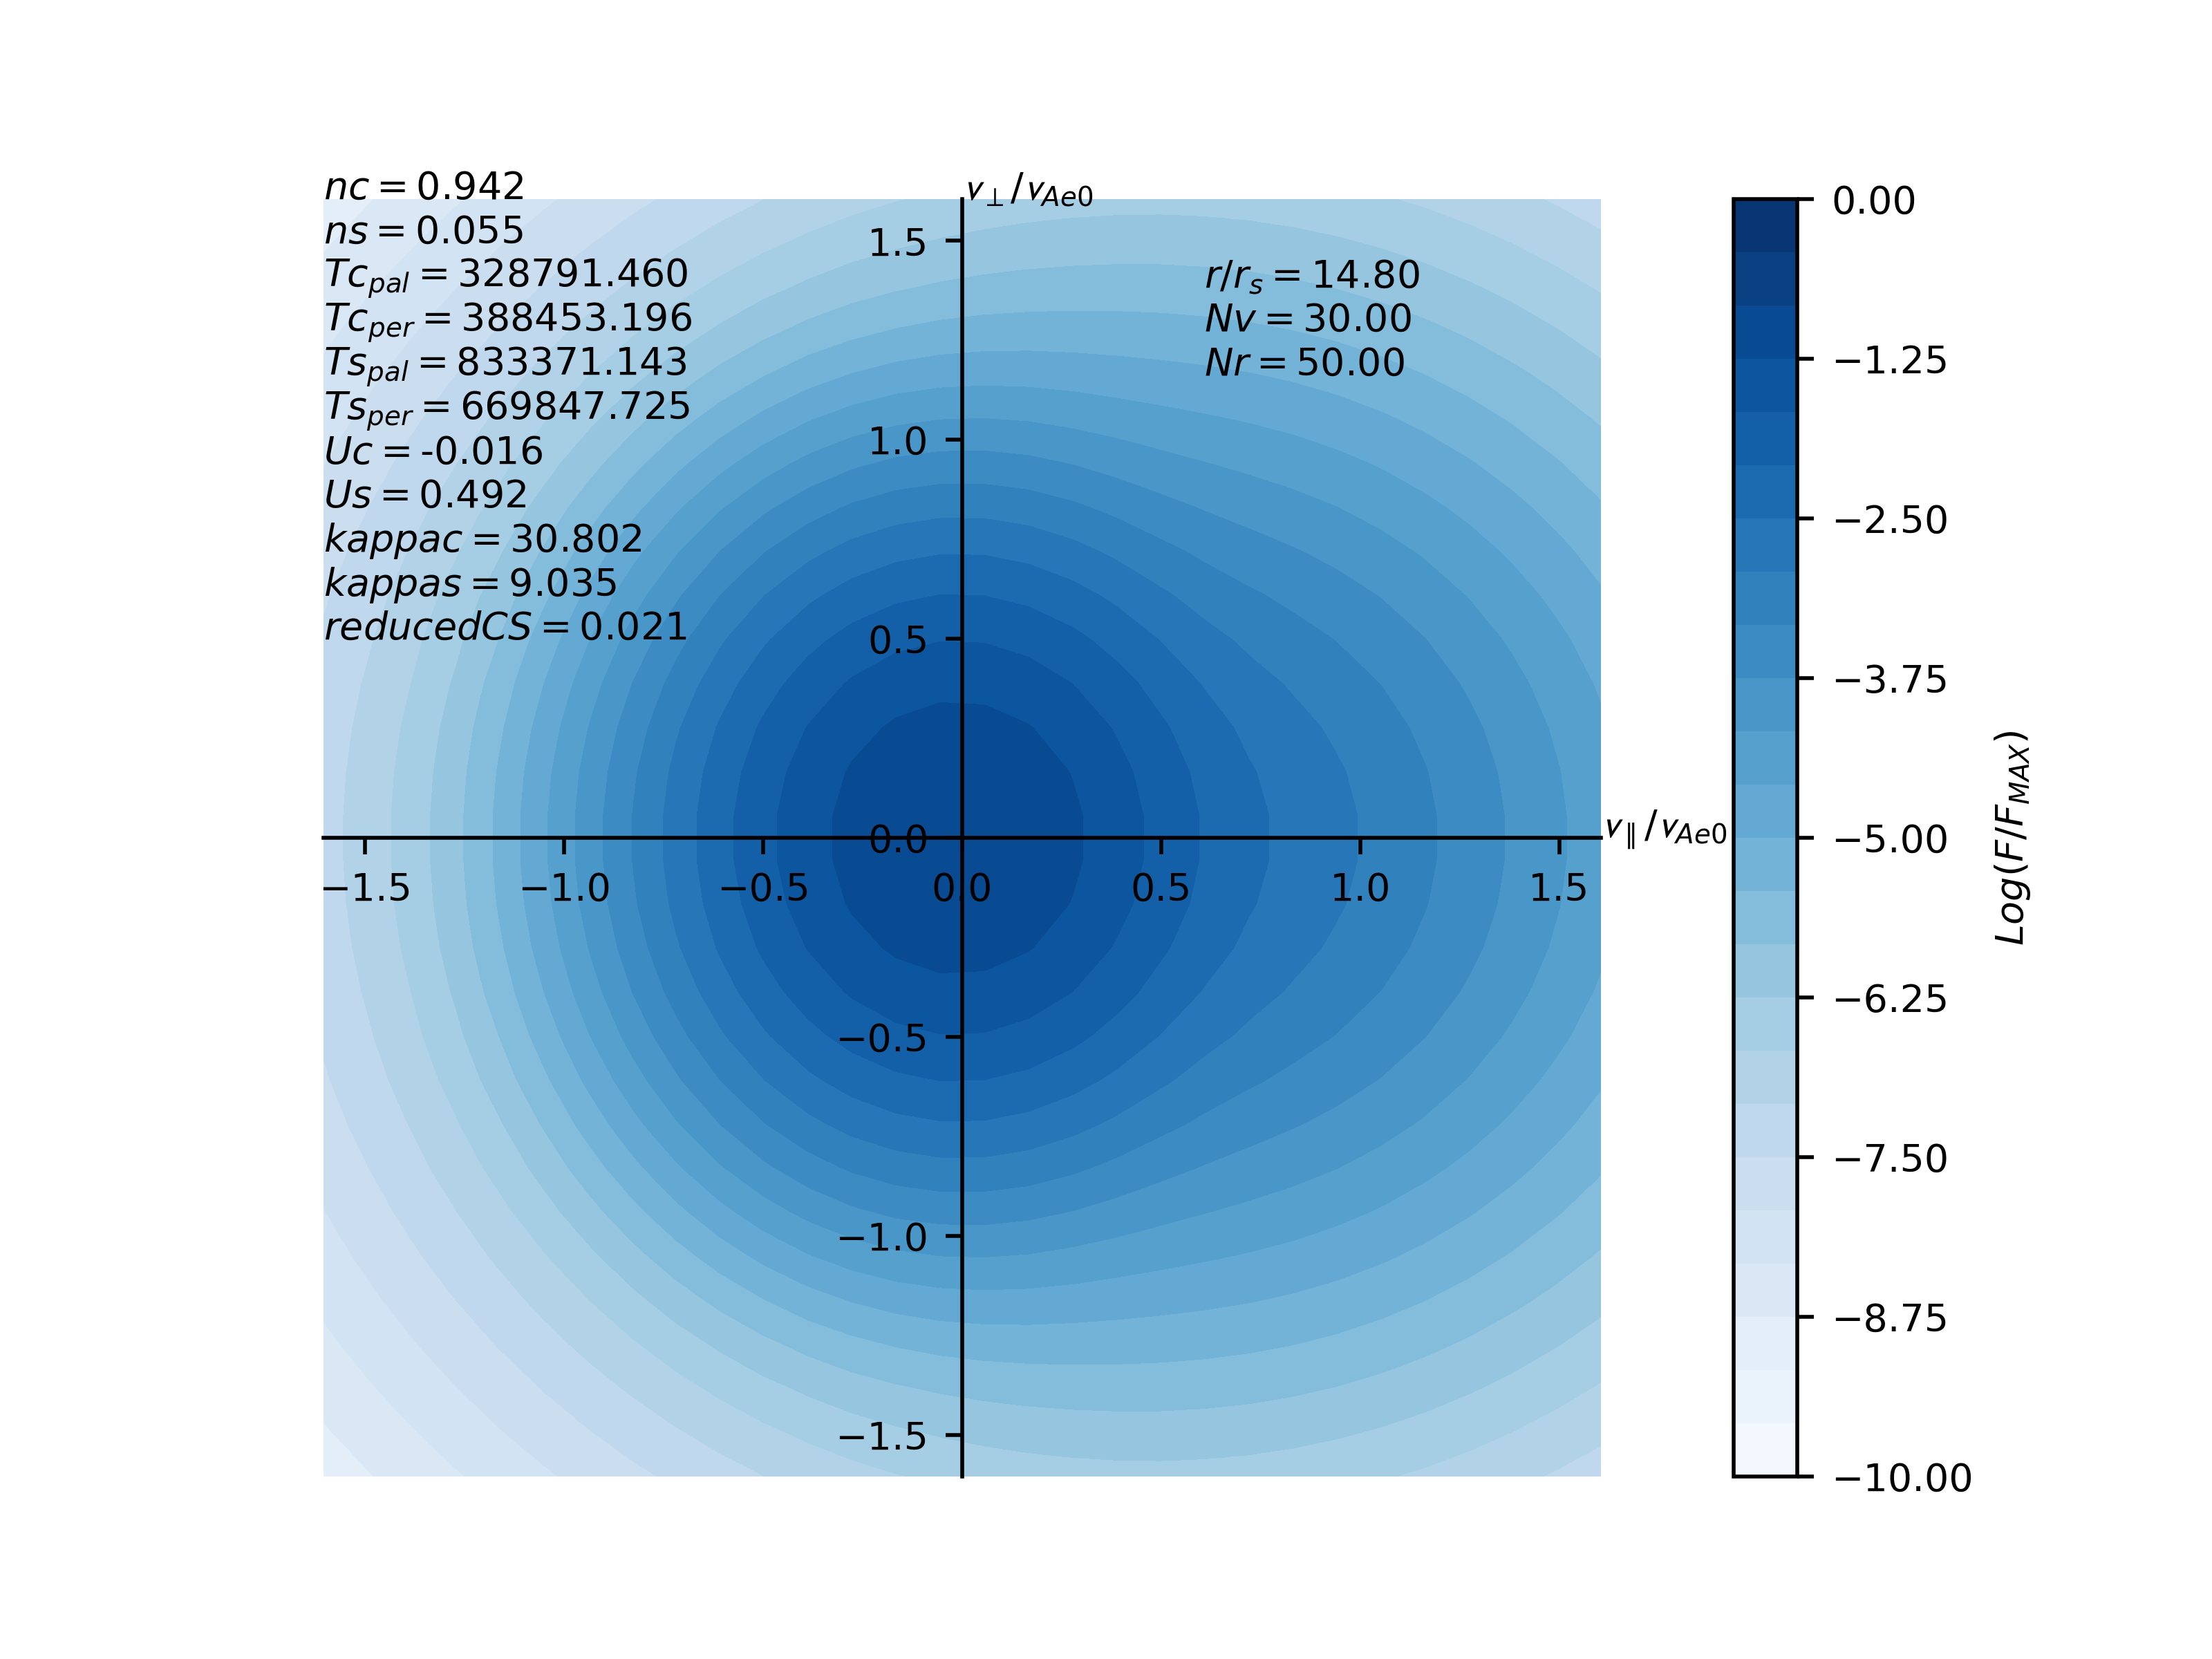 nc = 0.942
ns = 0.055
Tc_pal = 328791.460
Tc_per = 388453.196
Ts_pal = 833371.143
Ts_per = 669847.725
Uc = -0.016
Us = 0.492
kappac = 30.802
kappas = 9.035
reducedCS = 0.021
v⊥/vAe0
r/r_s = 14.80
Nv = 30.00
Nr = 50.00
1.5
1.0
0.5
0.0
−0.5
−1.0
−1.5
−1.5 −1.0 −0.5 0.0 0.5 1.0 1.5
v∥/vAe0
0.00
−1.25
−2.50
−3.75
−5.00
−6.25
−7.50
−8.75
−10.00
Log(F/F_MAX)